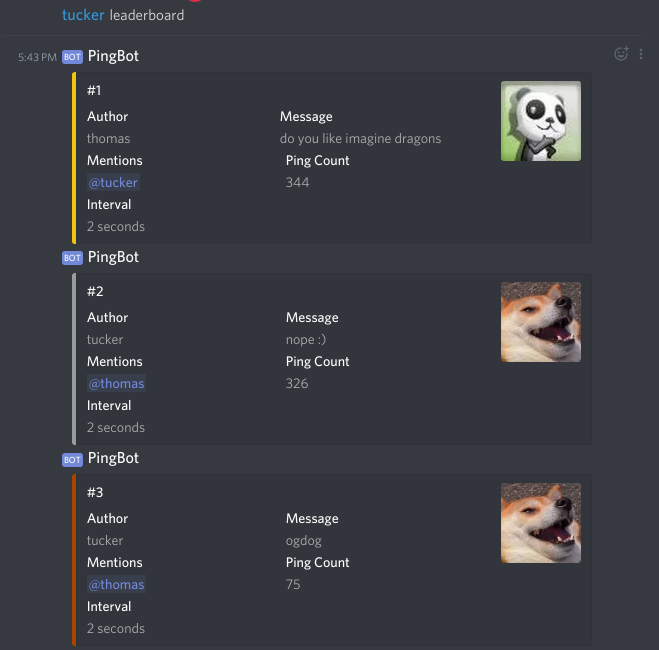 tucker leaderboard
5:43 PM BOT PingBot
#1
Author Message
thomas do you like imagine dragons
Mentions Ping Count
@tucker 344
Interval
2 seconds
BOT PingBot
#2
Author Message
tucker nope :)
Mentions Ping Count
@thomas 326
Interval
2 seconds
BOT PingBot
#3
Author Message
tucker ogdog
Mentions Ping Count
@thomas 75
Interval
2 seconds